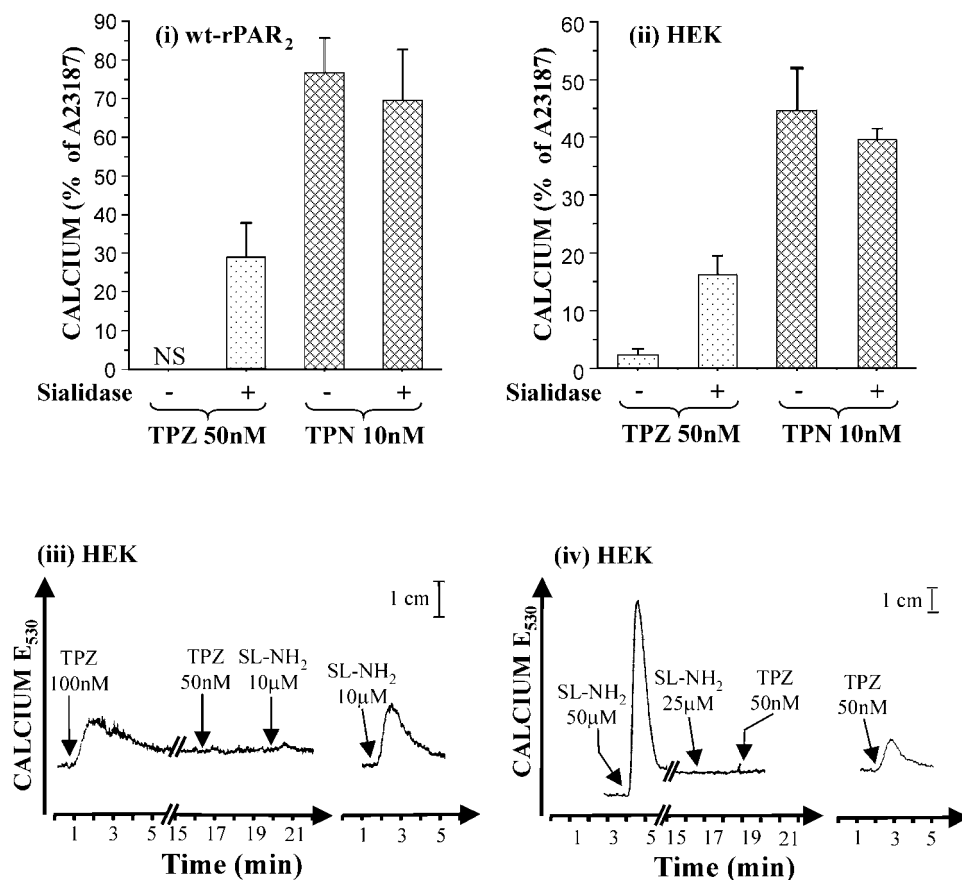 (i) wt-rPAR2
CALCIUM (% of A23187)
90
80
70
60
50
40
30
20
10
0
NS
Sialidase - + - +
TPZ 50nM TPN 10nM
(ii) HEK
CALCIUM (% of A23187)
60
50
40
30
20
10
0
Sialidase - + - +
TPZ 50nM TPN 10nM
(iii) HEK
1 cm
CALCIUM E530
TPZ
100nM
TPZ
50nM
SL-NH2
10µM
SL-NH2
10µM
1 3 5 15 17 19 21 1 3 5
Time (min)
(iv) HEK
1 cm
CALCIUM E530
SL-NH2
50µM
SL-NH2
25µM
TPZ
50nM
TPZ
50nM
1 3 5 15 17 19 21 1 3 5
Time (min)